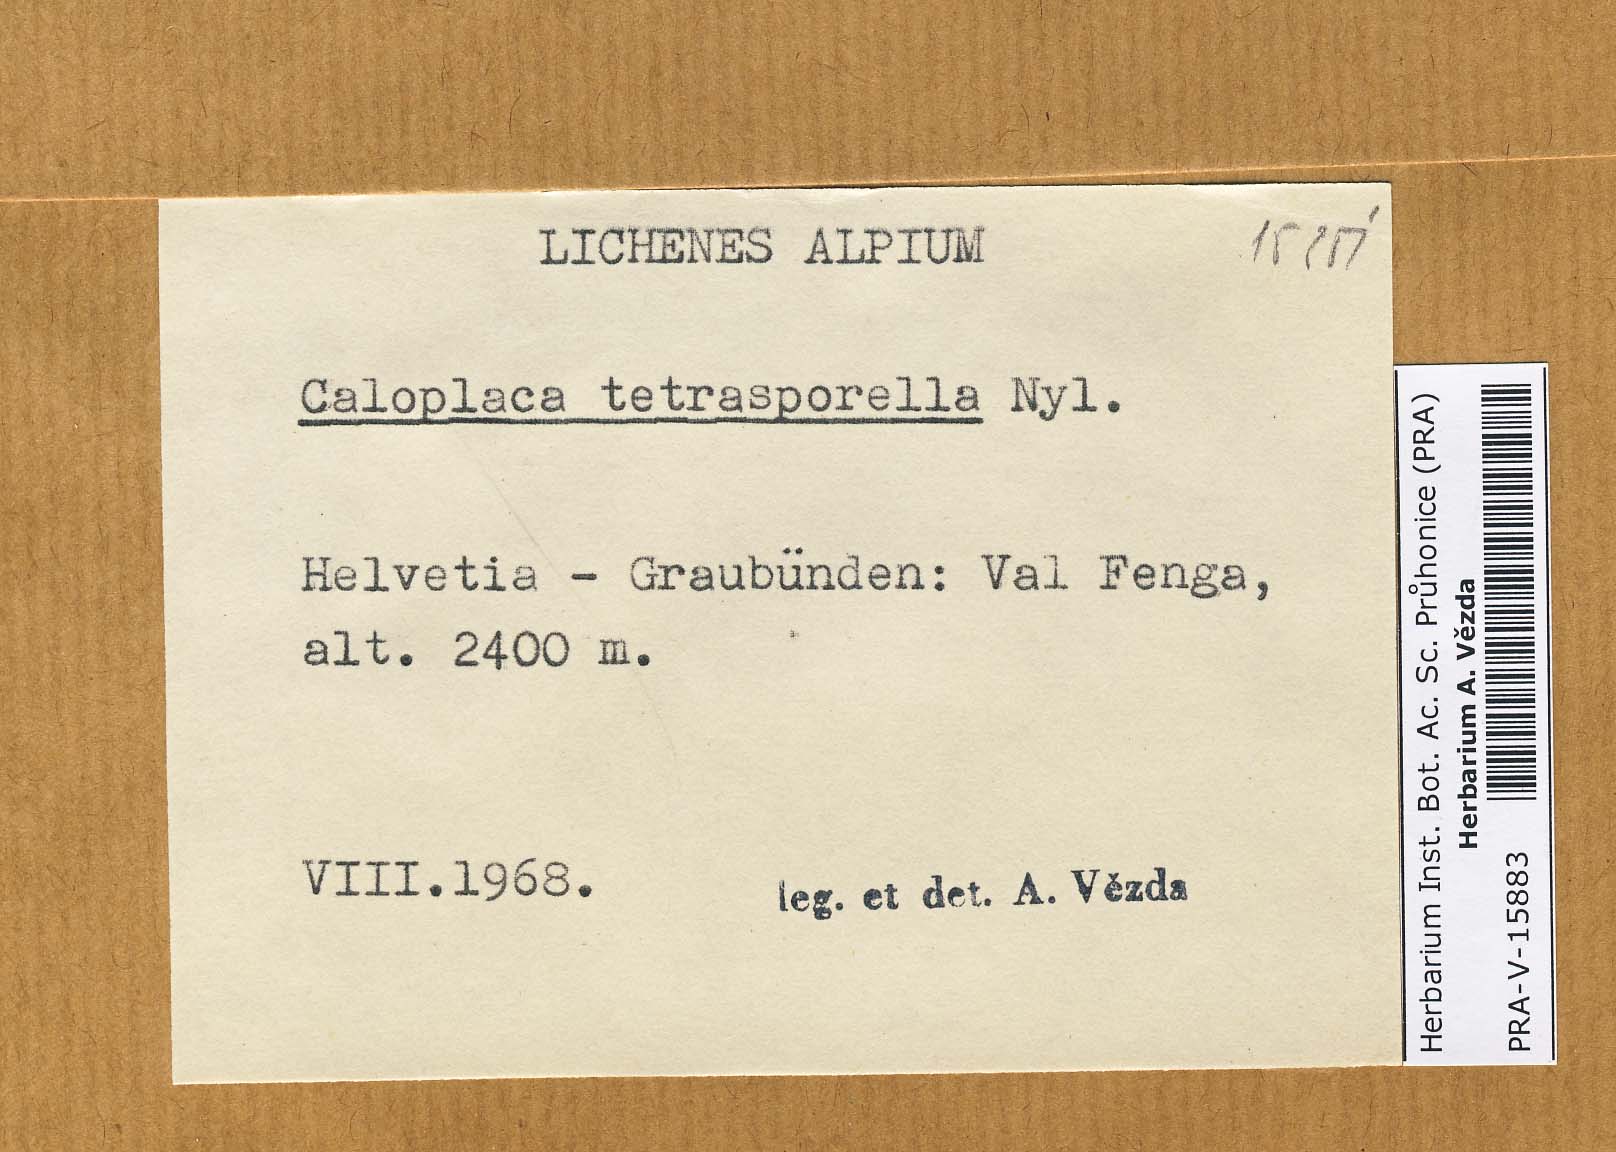 LICHENES ALPIUM
Caloplaca tetrasporella Nyl.
Helvetia - Graubünden: Val Fenga,
alt. 2400 m.
VIII.1968.
leg. et det. A. Vězda
Herbarium Inst. Bot. Ac. Sc. Průhonice (PRA)
Herbarium A. Vězda
PRA-V-15883